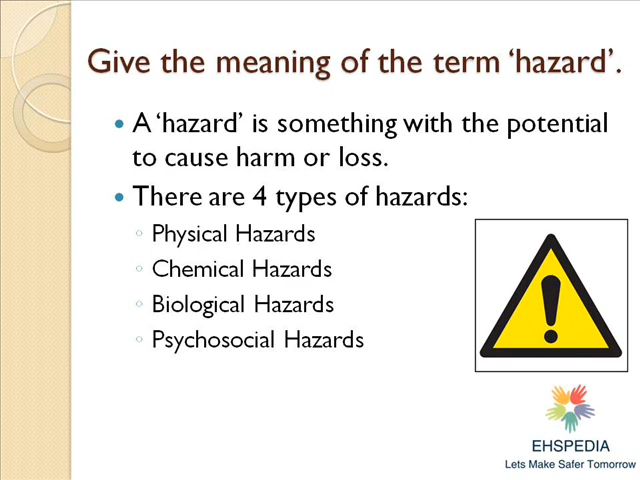 Give the meaning of the term ‘hazard’.
A ‘hazard’ is something with the potential
to cause harm or loss.
There are 4 types of hazards:
Physical Hazards
Chemical Hazards
Biological Hazards
Psychosocial Hazards
EHSPEDIA
Lets Make Safer Tomorrow